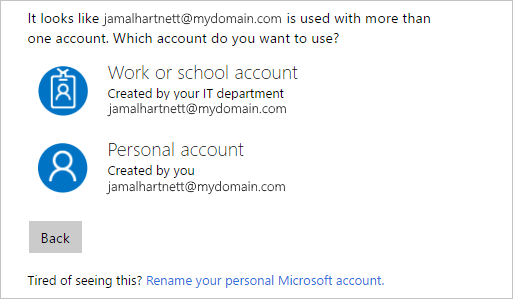 It looks like jamalhartnett@mydomain.com is used with more than
one account. Which account do you want to use?
Work or school account
Created by your IT department
jamalhartnett@mydomain.com
Personal account
Created by you
jamalhartnett@mydomain.com
Back
Tired of seeing this? Rename your personal Microsoft account.